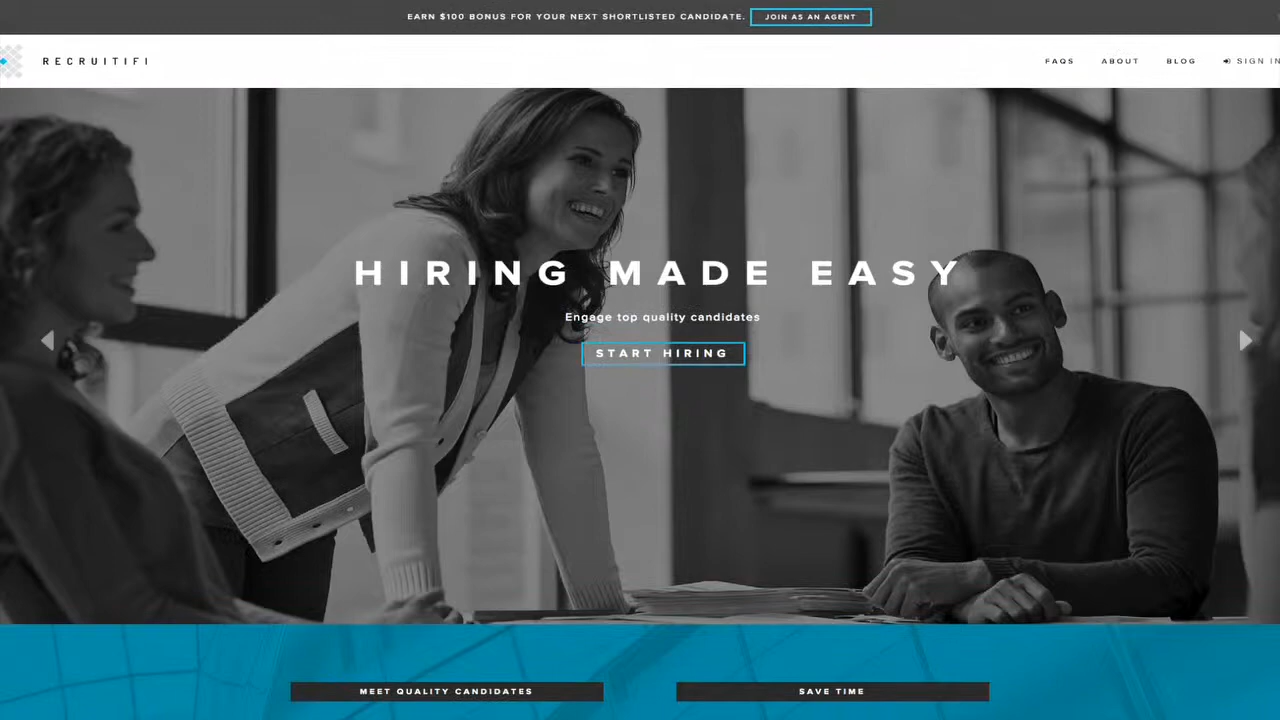 EARN $100 BONUS FOR YOUR NEXT SHORTLISTED CANDIDATE. JOIN AS AN AGENT
RECRUITIFI FAQS ABOUT BLOG SIGN IN
HIRING MADE EASY
Engage top quality candidates
START HIRING
MEET QUALITY CANDIDATES SAVE TIME